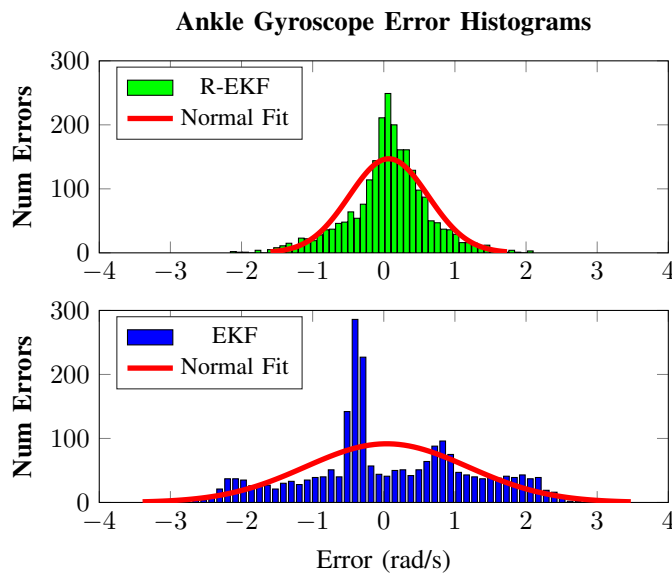 Ankle Gyroscope Error Histograms
Num Errors
300
200
100
0
R-EKF
Normal Fit
−4 −3 −2 −1 0 1 2 3 4
Num Errors
300
200
100
0
EKF
Normal Fit
−4 −3 −2 −1 0 1 2 3 4
Error (rad/s)